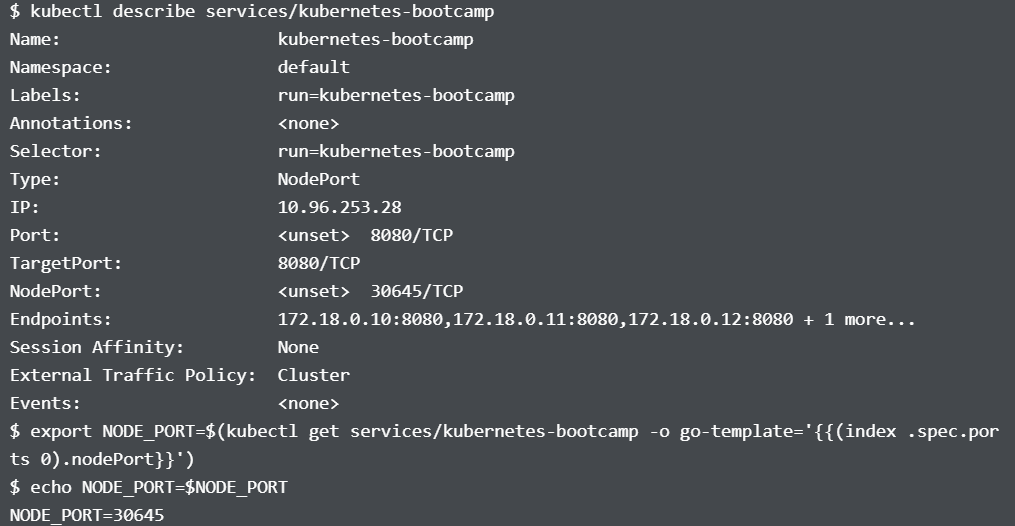 $ kubectl describe services/kubernetes-bootcamp
Name:                     kubernetes-bootcamp
Namespace:                default
Labels:                   run=kubernetes-bootcamp
Annotations:              <none>
Selector:                 run=kubernetes-bootcamp
Type:                     NodePort
IP:                       10.96.253.28
Port:                     <unset>  8080/TCP
TargetPort:               8080/TCP
NodePort:                 <unset>  30645/TCP
Endpoints:                172.18.0.10:8080,172.18.0.11:8080,172.18.0.12:8080 + 1 more...
Session Affinity:         None
External Traffic Policy:  Cluster
Events:                   <none>
$ export NODE_PORT=$(kubectl get services/kubernetes-bootcamp -o go-template='{{(index .spec.por
ts 0).nodePort}}')
$ echo NODE_PORT=$NODE_PORT
NODE_PORT=30645